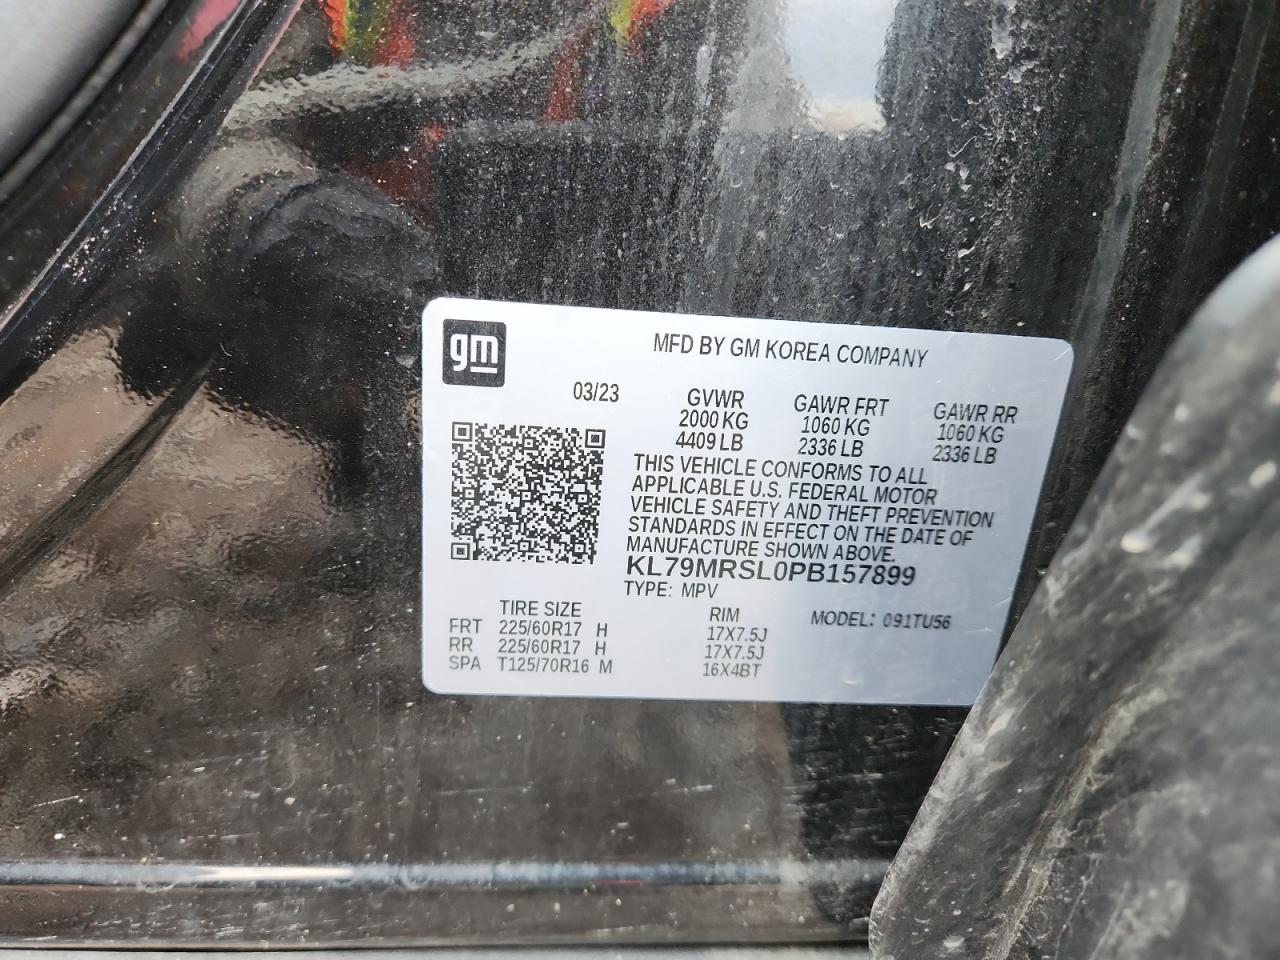 gm
MFD BY GM KOREA COMPANY
03/23
GVWR GAWR FRT GAWR RR
2000 KG 1060 KG 1060 KG
4409 LB 2336 LB 2336 LB
THIS VEHICLE CONFORMS TO ALL
APPLICABLE U.S. FEDERAL MOTOR
VEHICLE SAFETY AND THEFT PREVENTION
STANDARDS IN EFFECT ON THE DATE OF
MANUFACTURE SHOWN ABOVE.
KL79MRSL0PB157899
TYPE: MPV
TIRE SIZE RIM MODEL: 091TU56
FRT 225/60R17 H 17X7.5J
RR 225/60R17 H 17X7.5J
SPA T125/70R16 M 16X4BT